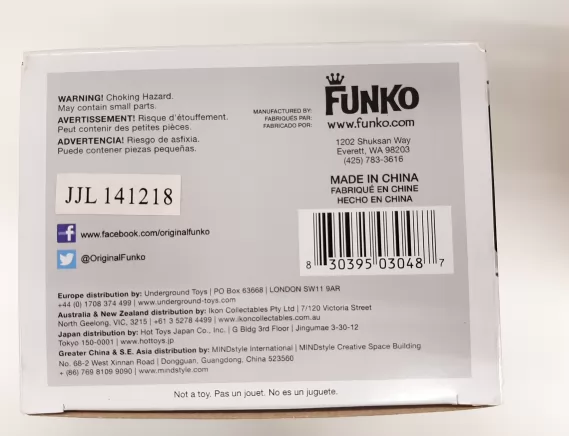 WARNING! Choking Hazard.
May contain small parts.
AVERTISSEMENT! Risque d'étouffement.
Peut contenir des petites pièces.
ADVERTENCIA! Riesgo de asfixia.
Puede contener piezas pequeñas.
MANUFACTURED BY:
FABRIQUÉS PAR:
FABRICADO POR:
FUNKO
www.funko.com
1202 Shuksan Way
Everett, WA 98203
(425) 783-3616
MADE IN CHINA
FABRIQUÉ EN CHINE
HECHO EN CHINA
JJL 141218
8 30395 03048 7
www.facebook.com/originalfunko
@OriginalFunko
Europe distribution by: Underground Toys | PO Box 63668 | LONDON SW11 9AR
+44 (0) 1708 374 499 | www.underground-toys.com
Australia & New Zealand distribution by: Ikon Collectables Pty Ltd | 7/120 Victoria Street
North Geelong, VIC, 3215 | +61 3 5278 4499 | www.ikoncollectables.com.au
Japan distribution by: Hot Toys Japan Co., Inc. | G Bldg 3rd Floor | Jingumae 3-30-12
Tokyo 150-0001 | www.hottoys.jp
Greater China & S.E. Asia distribution by: MINDstyle International | MINDstyle Creative Space Building
No. 68-2 West Xinnan Road | Dongguan, Guangdong, China 523560
+ (86) 769 8109 9090 | www.mindstyle.com
Not a toy. Pas un jouet. No es un juguete.